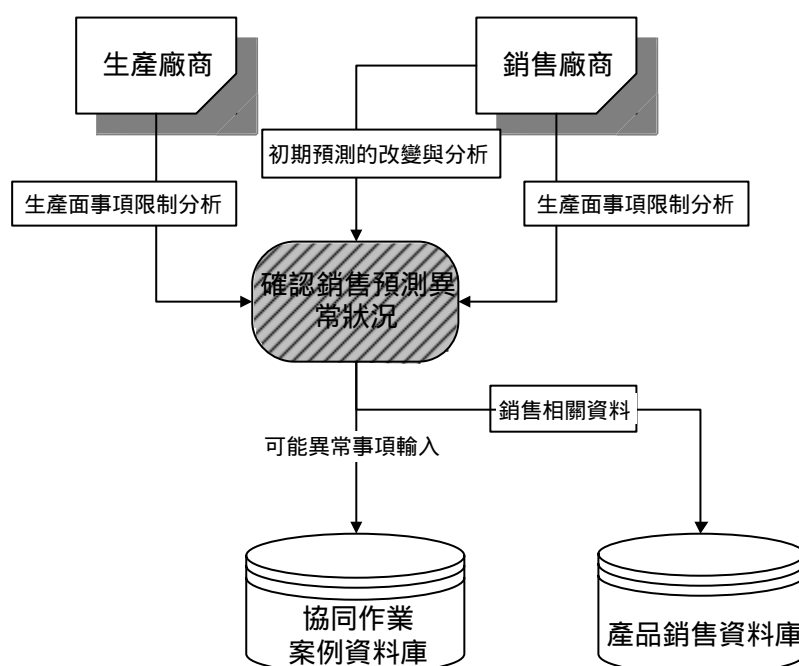 生產廠商
銷售廠商
初期預測的改變與分析
生產面事項限制分析
生產面事項限制分析
確認銷售預測異
常狀況
銷售相關資料
可能異常事項輸入
協同作業
案例資料庫
產品銷售資料庫